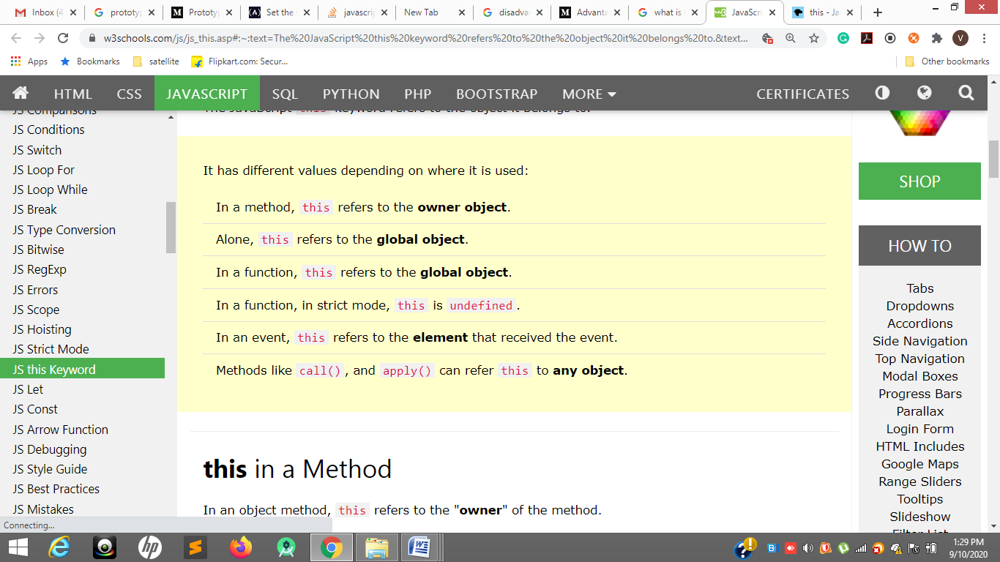 Inbox (4
prototyp
Prototyp
Set the
javascrip
New Tab
disadva
Advanta
what is
JavaScri
this - Ja
w3schools.com/js/js_this.asp#:~:text=The%20JavaScript%20this%20keyword%20refers%20to%20the%20object%20it%20belongs%20to.&text...
V
Apps
Bookmarks
satellite
Flipkart.com: Secur...
Other bookmarks
HTML
CSS
JAVASCRIPT
SQL
PYTHON
PHP
BOOTSTRAP
MORE
CERTIFICATES
JS Comparisons
JS Conditions
JS Switch
JS Loop For
JS Loop While
JS Break
JS Type Conversion
JS Bitwise
JS RegExp
JS Errors
JS Scope
JS Hoisting
JS Strict Mode
JS this Keyword
JS Let
JS Const
JS Arrow Function
JS Debugging
JS Style Guide
JS Best Practices
JS Mistakes
Connecting...
The JavaScript this keyword refers to the object it belongs to.
It has different values depending on where it is used:
In a method, this refers to the owner object.
Alone, this refers to the global object.
In a function, this refers to the global object.
In a function, in strict mode, this is undefined.
In an event, this refers to the element that received the event.
Methods like call(), and apply() can refer this to any object.
this in a Method
In an object method, this refers to the "owner" of the method.
SHOP
HOW TO
Tabs
Dropdowns
Accordions
Side Navigation
Top Navigation
Modal Boxes
Progress Bars
Parallax
Login Form
HTML Includes
Google Maps
Range Sliders
Tooltips
Slideshow
Filter List
1:29 PM
9/10/2020